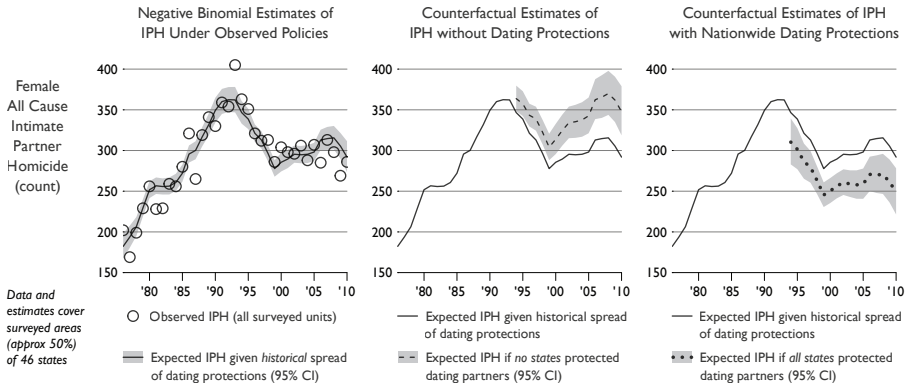 Negative Binomial Estimates of
IPH Under Observed Policies
Counterfactual Estimates of
IPH without Dating Protections
Counterfactual Estimates of IPH
with Nationwide Dating Protections
Female
All Cause
Intimate
Partner
Homicide
(count)
400
350
300
250
200
150
'80 '85 '90 '95 '00 '05 '10
400
350
300
250
200
150
'80 '85 '90 '95 '00 '05 '10
400
350
300
250
200
150
'80 '85 '90 '95 '00 '05 '10
Data and
estimates cover
surveyed areas
(approx 50%)
of 46 states
Observed IPH (all surveyed units)
Expected IPH given historical spread
of dating protections (95% CI)
Expected IPH given historical spread
of dating protections
Expected IPH if no states protected
dating partners (95% CI)
Expected IPH given historical spread
of dating protections
Expected IPH if all states protected
dating partners (95% CI)